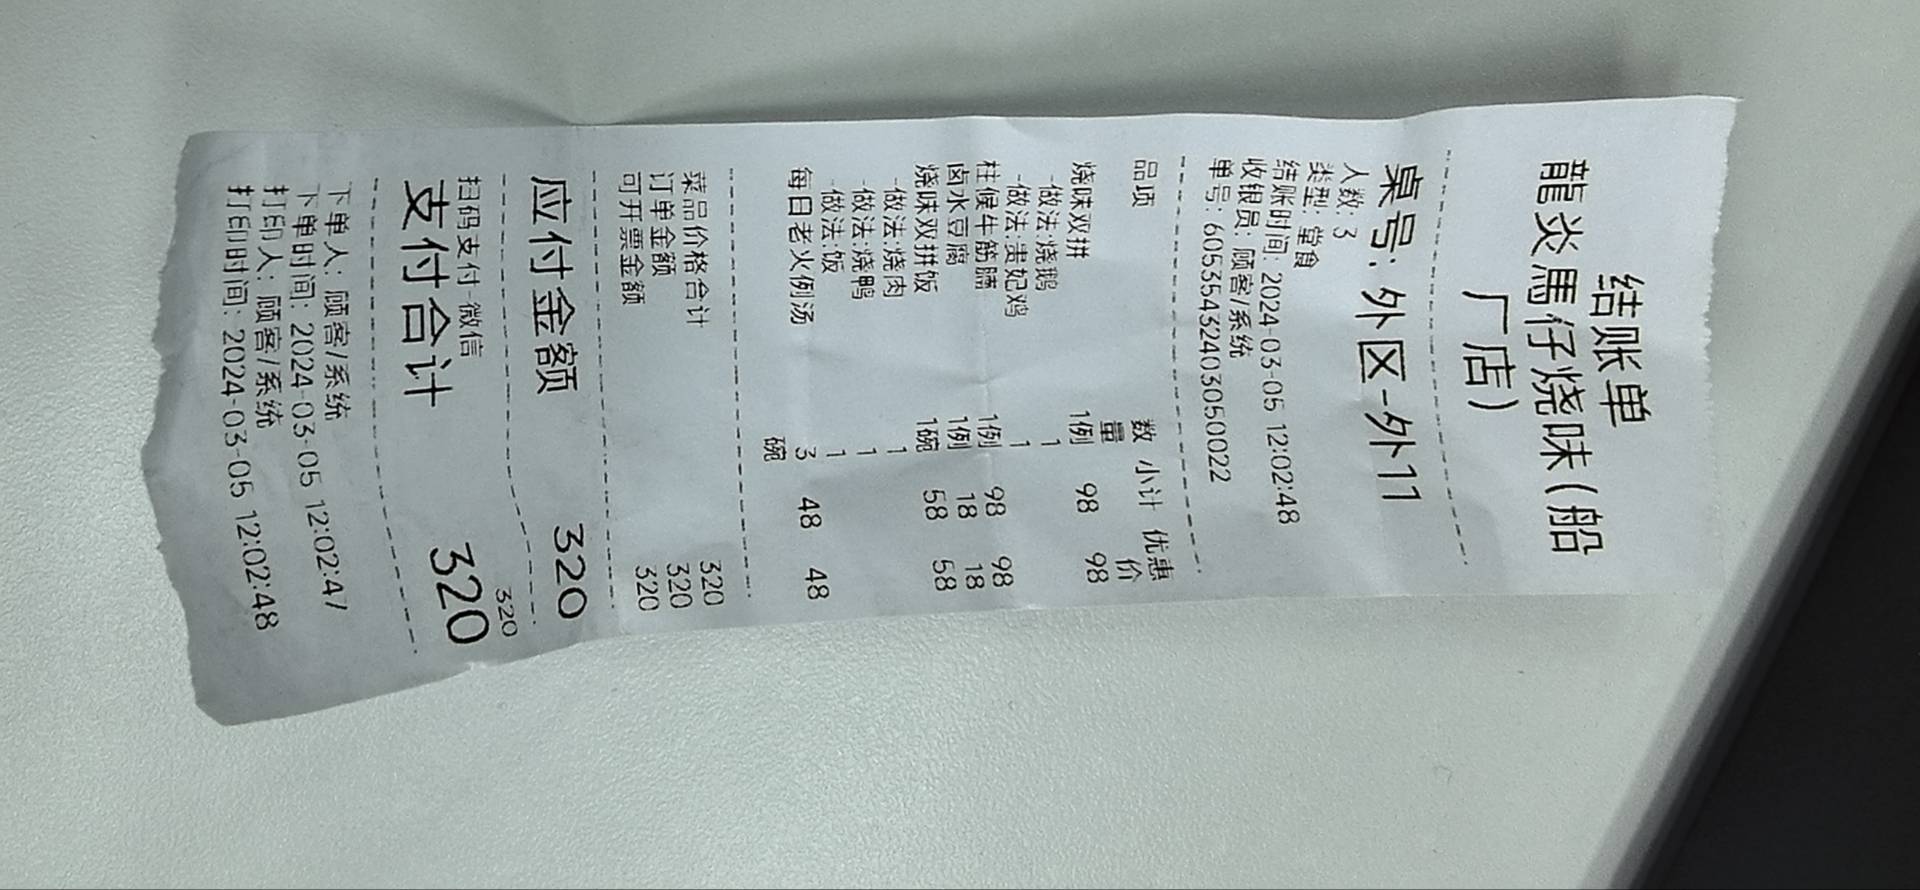 结账单
龍炎馬仔烧味(船
厂店)
桌号: 外区-外11
人数: 3
类型: 堂食
结账时间: 2024-03-05 12:02:48
收银员: 顾客/系统
单号: 605354324030500022
品项 数量 小计 优惠价
烧味双拼 1例 98 98
-做法:烧鹅 1
-做法:贵妃鸡 1
柱候牛筋腩 1例 98 98
卤水豆腐 1例 18 18
烧味双拼饭 1碗 58 58
-做法:烧肉 1
-做法:烧鸭 1
-做法:饭 1
每日老火例汤 3碗 48 48
菜品价格合计 320
订单金额 320
可开票金额 320
应付金额 320
扫码支付-微信 320
支付合计 320
下单人: 顾客/系统
下单时间: 2024-03-05 12:02:47
打印人: 顾客/系统
打印时间: 2024-03-05 12:02:48